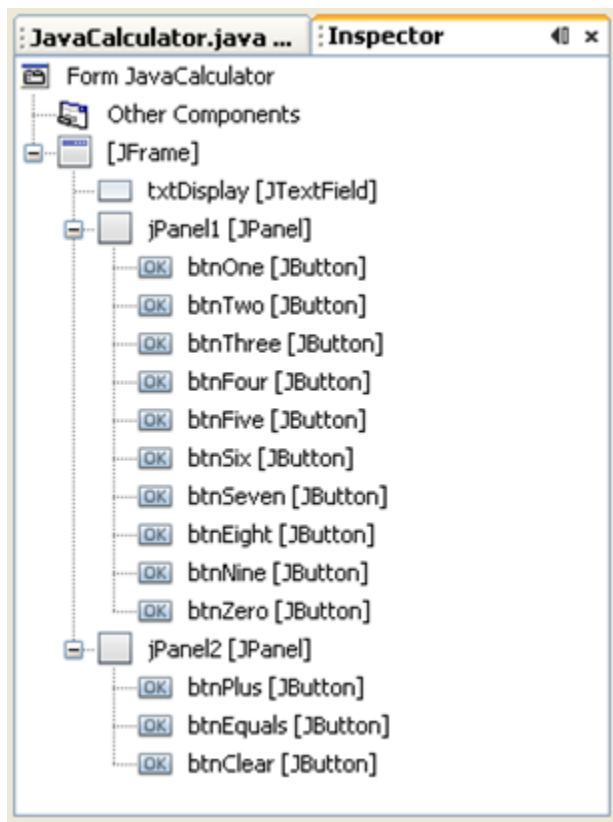 JavaCalculator.java ... Inspector
Form JavaCalculator
Other Components
[JFrame]
txtDisplay [JTextField]
jPanel1 [JPanel]
OK btnOne [JButton]
OK btnTwo [JButton]
OK btnThree [JButton]
OK btnFour [JButton]
OK btnFive [JButton]
OK btnSix [JButton]
OK btnSeven [JButton]
OK btnEight [JButton]
OK btnNine [JButton]
OK btnZero [JButton]
jPanel2 [JPanel]
OK btnPlus [JButton]
OK btnEquals [JButton]
OK btnClear [JButton]